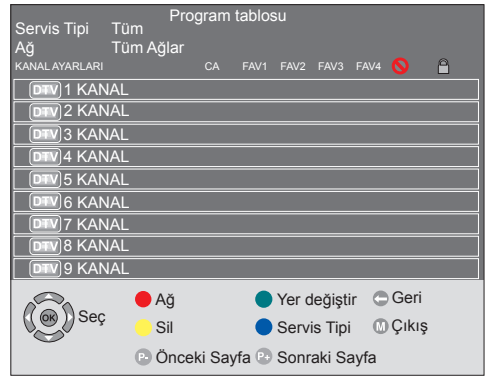 Program tablosu
Servis Tipi Tüm
Ağ Tüm Ağlar
KANAL AYARLARI CA FAV1 FAV2 FAV3 FAV4
DTV 1 KANAL
DTV 2 KANAL
DTV 3 KANAL
DTV 4 KANAL
DTV 5 KANAL
DTV 6 KANAL
DTV 7 KANAL
DTV 8 KANAL
DTV 9 KANAL
OK Seç Ağ Yer değiştir Geri
Sil Servis Tipi M Çıkış
P- Önceki Sayfa P+ Sonraki Sayfa